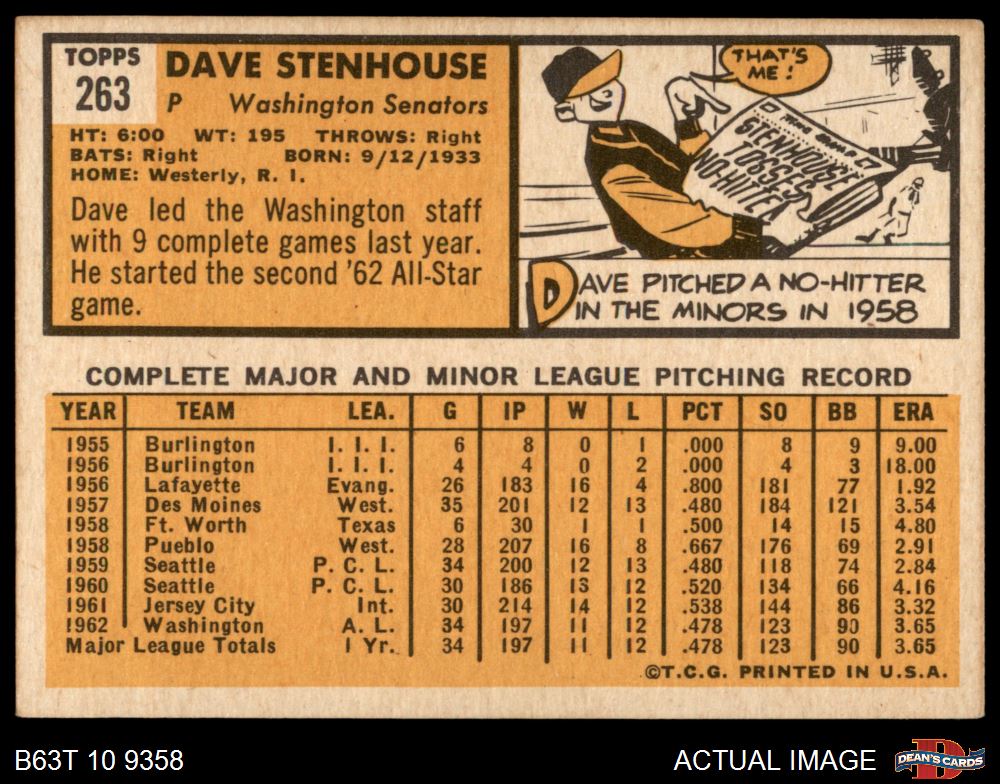 TOPPS
263
DAVE STENHOUSE
P Washington Senators
HT: 6:00 WT: 195 THROWS: Right
BATS: Right BORN: 9/12/1933
HOME: Westerly, R. I.
Dave led the Washington staff
with 9 complete games last year.
He started the second '62 All-Star
game.
THAT'S
ME!
STENHOUSE
TOSSES
NO-HITTER
DAVE PITCHED A NO-HITTER
IN THE MINORS IN 1958
COMPLETE MAJOR AND MINOR LEAGUE PITCHING RECORD
YEAR TEAM LEA. G IP W L PCT SO BB ERA
1955 Burlington I. I. I. 6 8 0 1 .000 8 9 9.00
1956 Burlington I. I. I. 4 4 0 2 .000 4 3 18.00
1956 Lafayette Evang. 26 183 16 4 .800 181 77 1.92
1957 Des Moines West. 35 201 12 13 .480 184 121 3.54
1958 Ft. Worth Texas 6 30 1 1 .500 14 15 4.80
1958 Pueblo West. 28 207 16 8 .667 176 69 2.91
1959 Seattle P. C. L. 34 200 12 13 .480 118 74 2.84
1960 Seattle P. C. L. 30 186 13 12 .520 134 66 4.16
1961 Jersey City Int. 30 214 14 12 .538 144 86 3.32
1962 Washington A. L. 34 197 11 12 .478 123 90 3.65
Major League Totals 1 Yr. 34 197 11 12 .478 123 90 3.65
©T.C.G. PRINTED IN U.S.A.
B63T 10 9358
ACTUAL IMAGE
DEAN'S CARDS